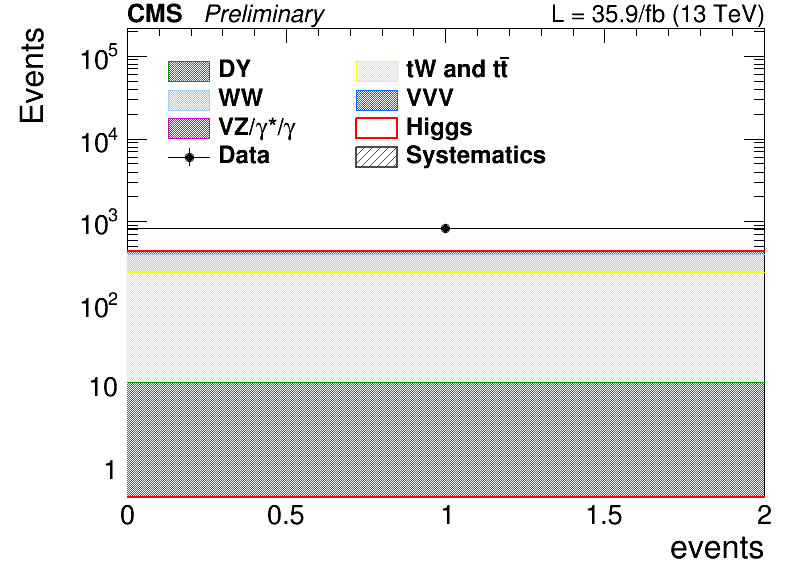 CMS Preliminary L = 35.9/fb (13 TeV)
Events
10⁵
10⁴
10³
10²
10
1
DY
tW and tt̄
WW
VVV
VZ/γ*/γ
Higgs
Data
Systematics
0 0.5 1 1.5 2
events